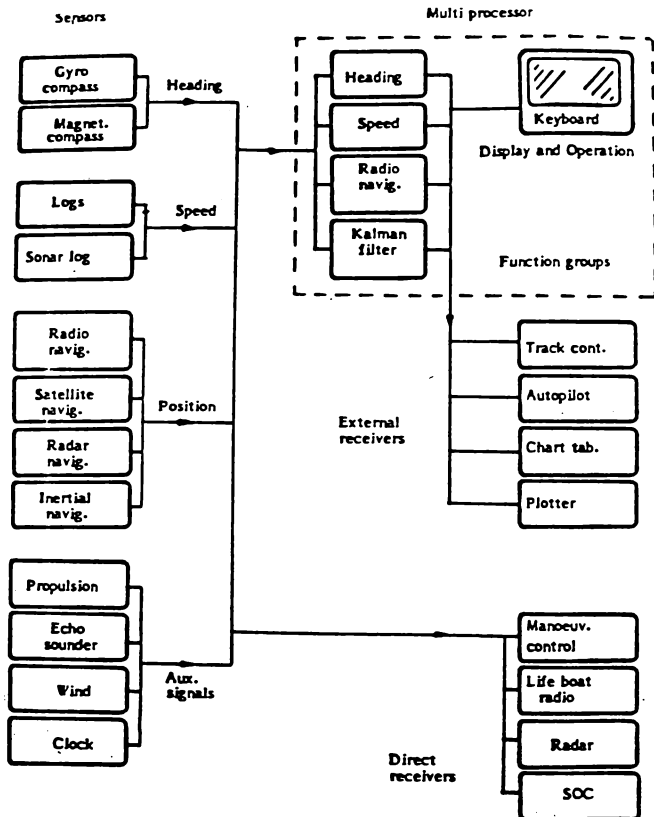 Sensors
Multi processor
Gyro
compass
Magnet.
compass
Heading
Logs
Sonar log
Speed
Radio
navig.
Satellite
navig.
Radar
navig.
Inertial
navig.
Position
Propulsion
Echo
sounder
Wind
Clock
Aux.
signals
Heading
Speed
Radio
navig.
Kalman
filter
Keyboard
Display and Operation
Function groups
External
receivers
Track cont.
Autopilot
Chart tab.
Plotter
Manoeuv.
control
Life boat
radio
Radar
SOC
Direct
receivers